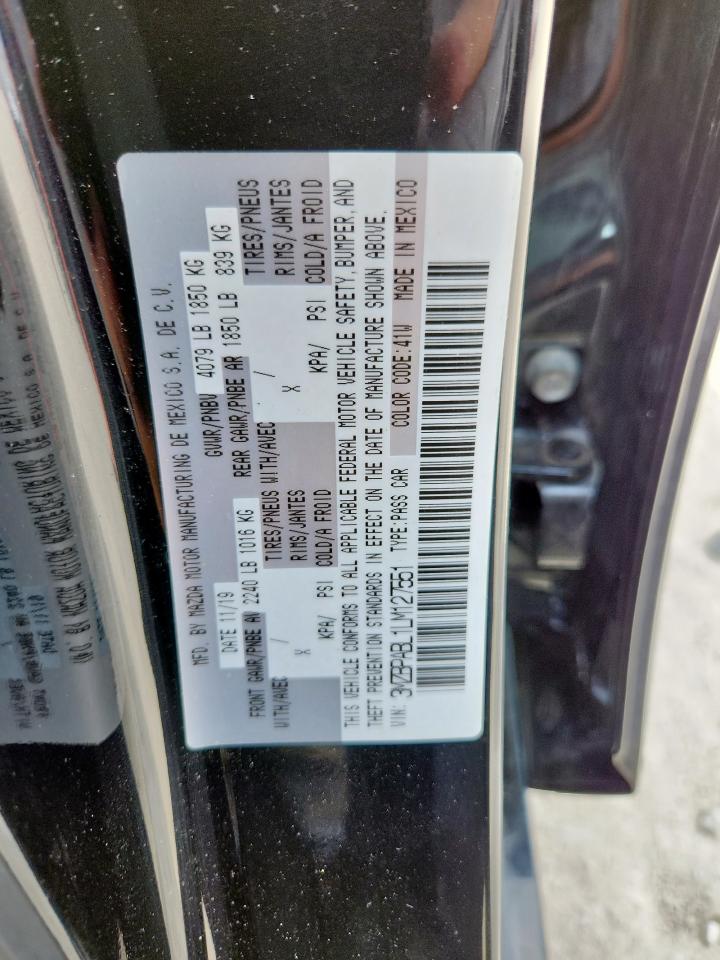 MFD. BY MAZDA MOTOR MANUFACTURING DE MEXICO S.A. DE C.V.
DATE 11/19 GVWR/PNBV 4079 LB 1850 KG
FRONT GAWR/PNBE AV 2240 LB 1016 KG REAR GAWR/PNBE AR 1850 LB 839 KG
WITH/AVEC / TIRES/PNEUS WITH/AVEC / TIRES/PNEUS
X RIMS/JANTES X RIMS/JANTES
KPA/ PSI COLD/A FROID KPA/ PSI COLD/A FROID
THIS VEHICLE CONFORMS TO ALL APPLICABLE FEDERAL MOTOR VEHICLE SAFETY, BUMPER, AND
THEFT PREVENTION STANDARDS IN EFFECT ON THE DATE OF MANUFACTURE SHOWN ABOVE.
VIN: 3MZBPABL1LM127551 TYPE:PASS CAR COLOR CODE:41W MADE IN MEXICO